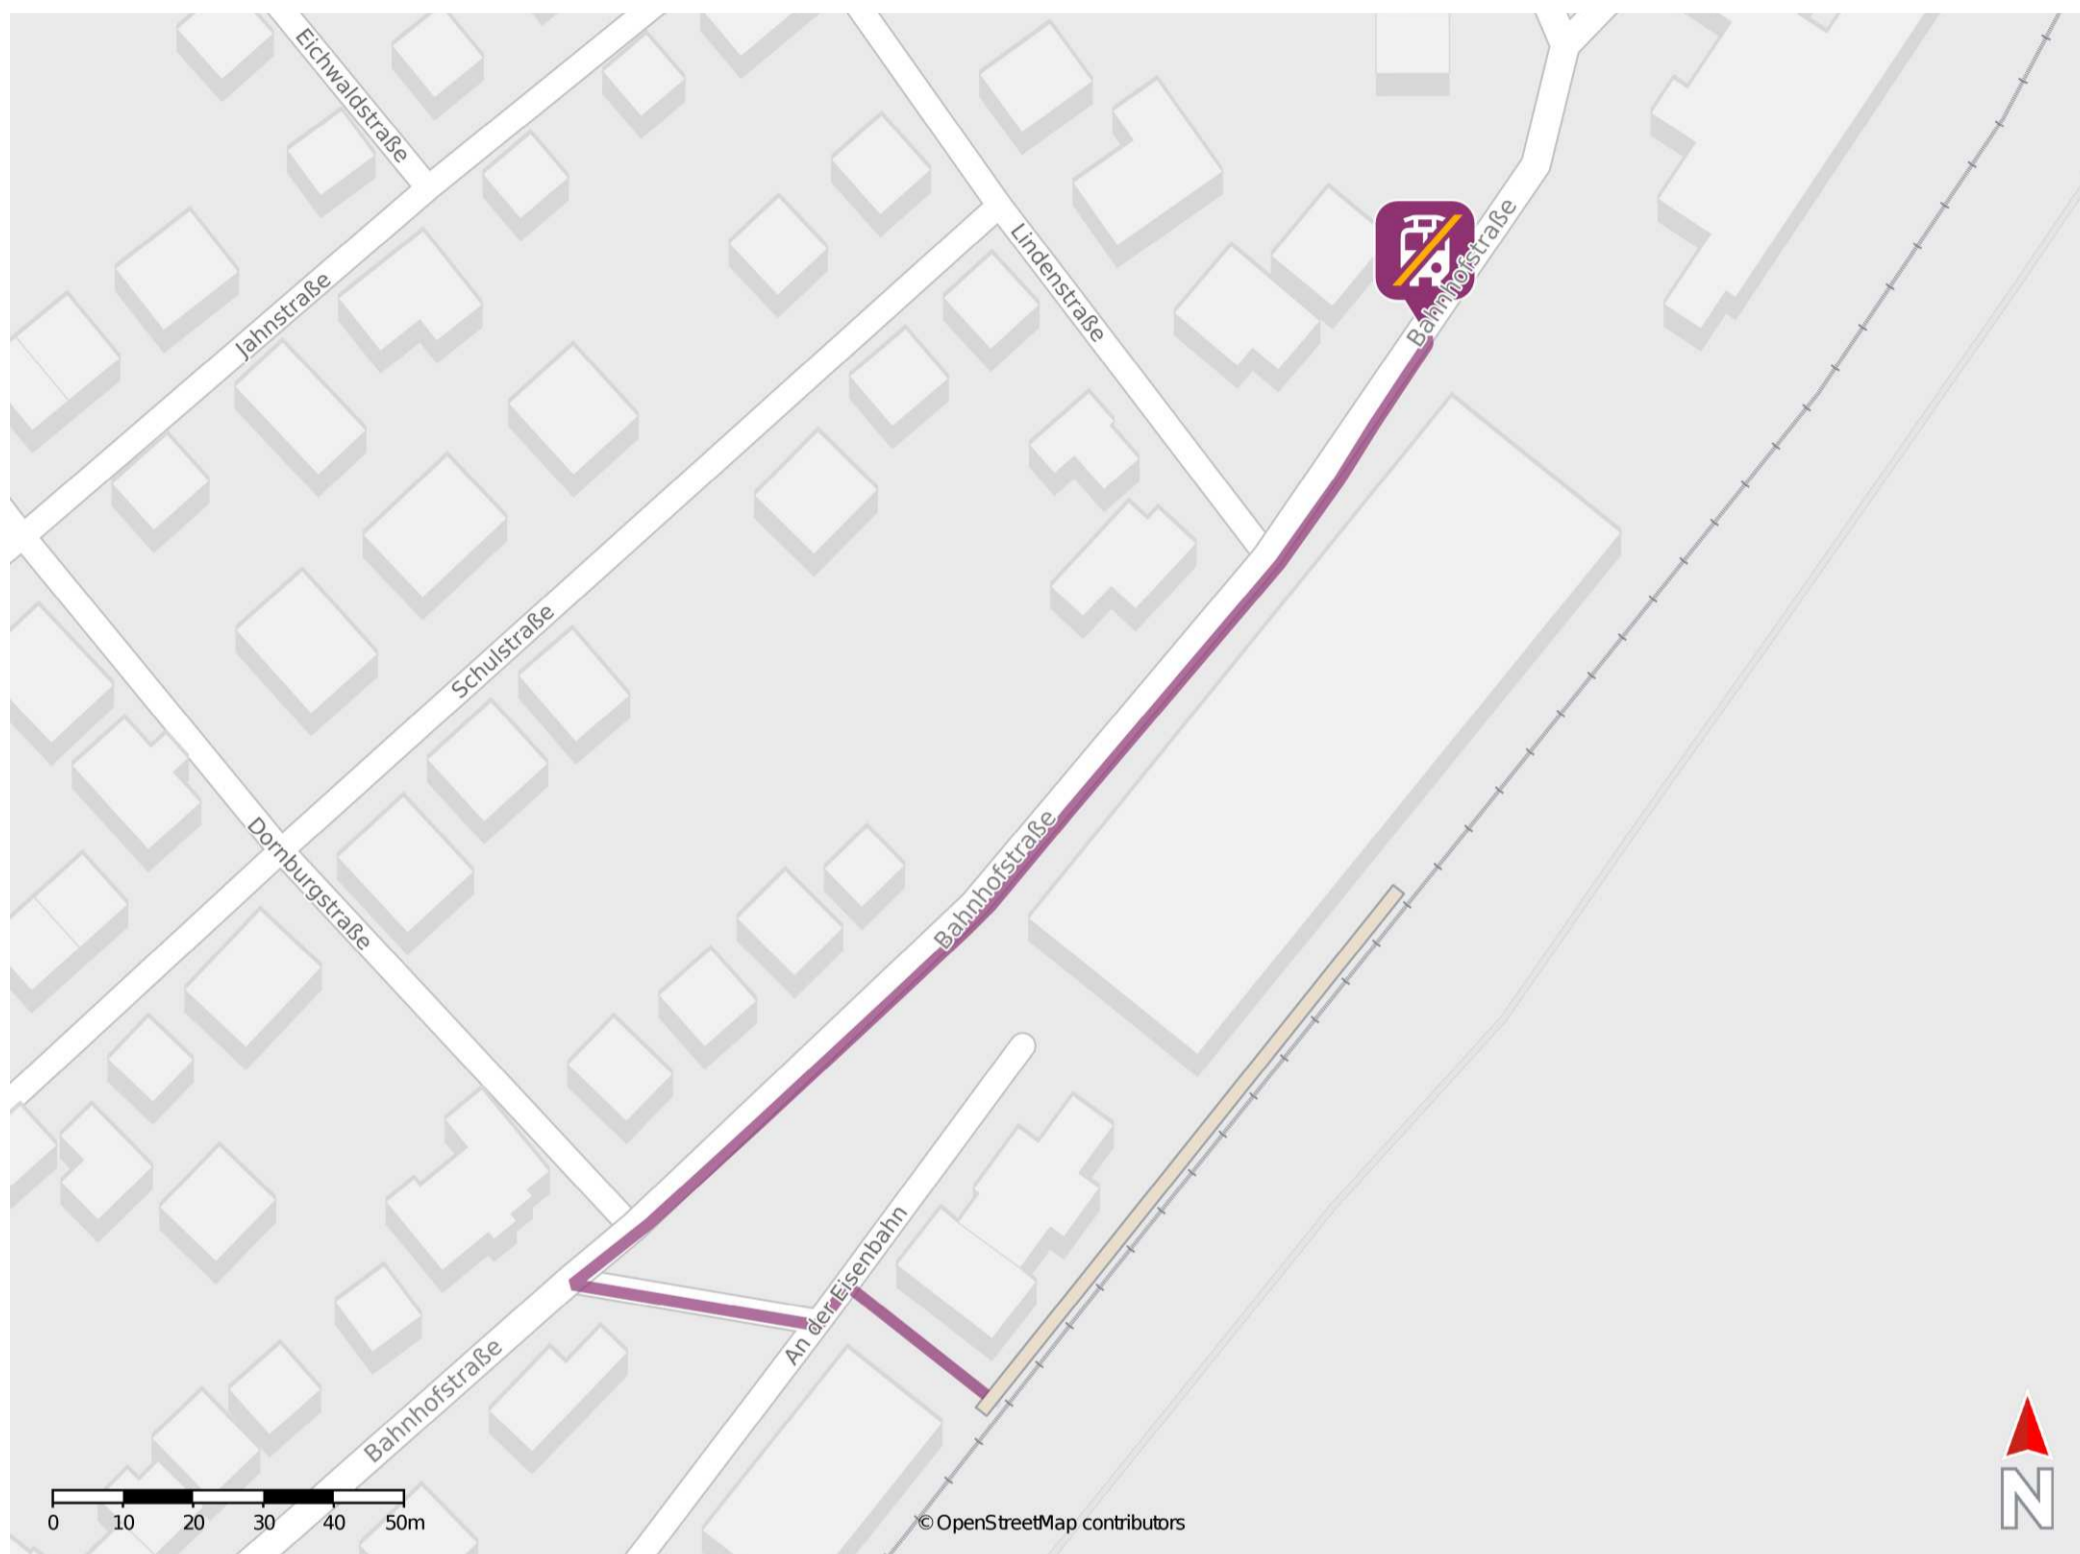 Eichwaldstraße
Jahnstraße
Lindenstraße
Bahnhofstraße
Schulstraße
Dornburgstraße
Bahnhofstraße
An der Eisenbahn
Bahnhofstraße
0 10 20 30 40 50m
© OpenStreetMap contributors
N